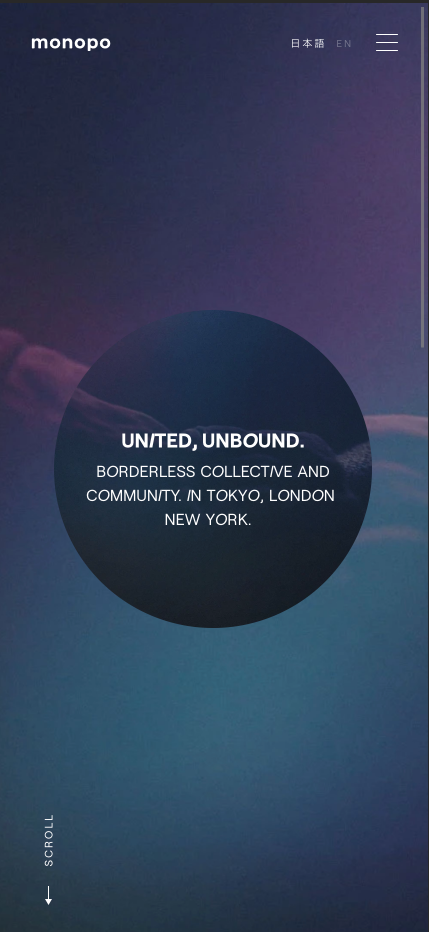 monopo
日本語 EN
UNITED, UNBOUND.
BORDERLESS COLLECTIVE AND
COMMUNITY. IN TOKYO, LONDON
NEW YORK.
SCROLL